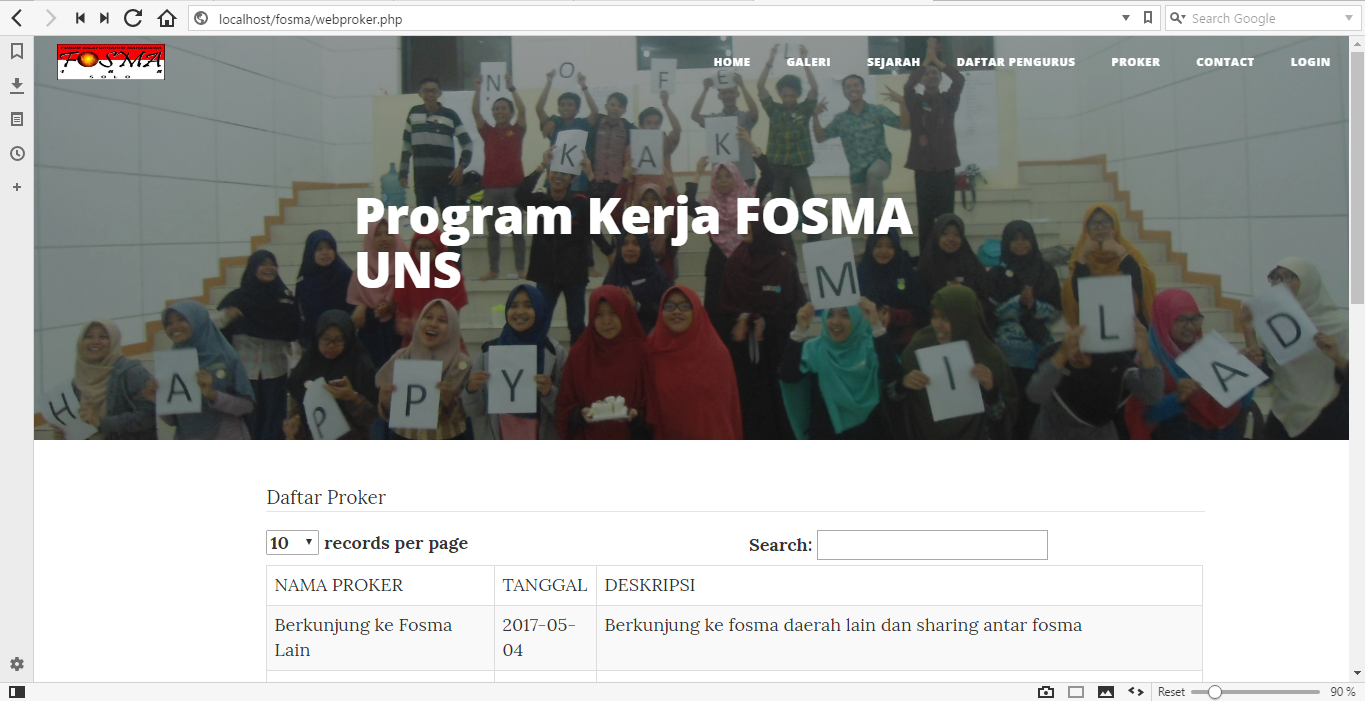 localhost/fosma/webproker.php
Search Google
FOSMA
SOLO
HOME GALERI SEJARAH DAFTAR PENGURUS PROKER CONTACT LOGIN
N O F E L
K A K
Program Kerja FOSMA
UNS
M I L A D
H A P P Y
Daftar Proker
10 records per page
Search:
NAMA PROKER TANGGAL DESKRIPSI
Berkunjung ke Fosma
Lain
2017-05-
04
Berkunjung ke fosma daerah lain dan sharing antar fosma
Reset
90 %